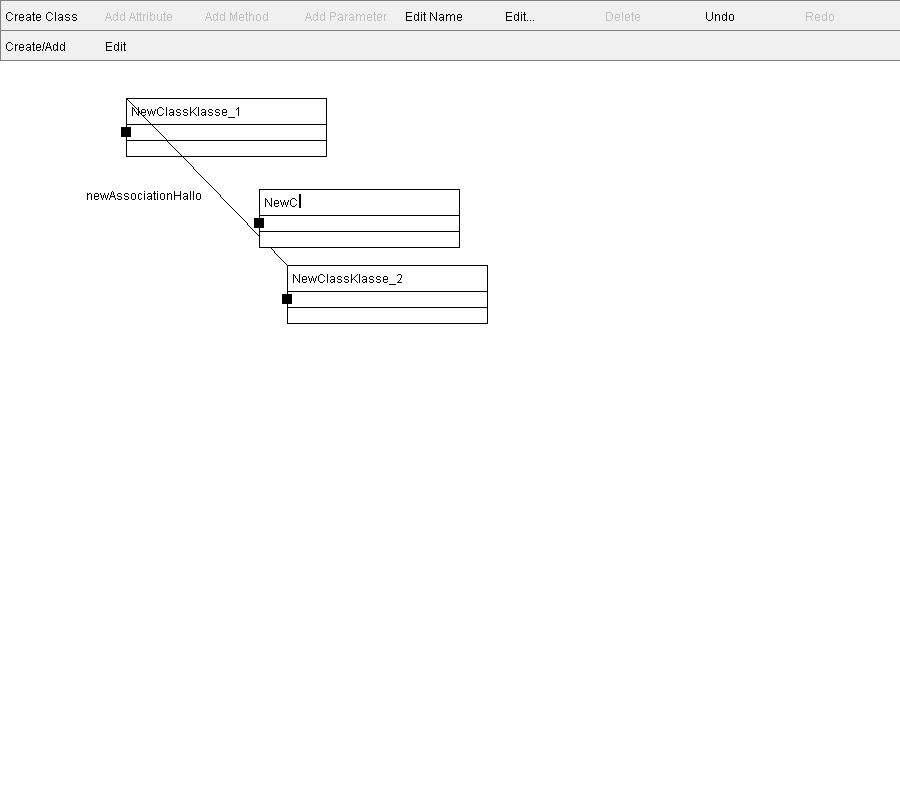 Create Class Add Attribute Add Method Add Parameter Edit Name Edit... Delete Undo Redo
Create/Add Edit
NewClassKlasse_1
newAssociationHallo
NewC
NewClassKlasse_2